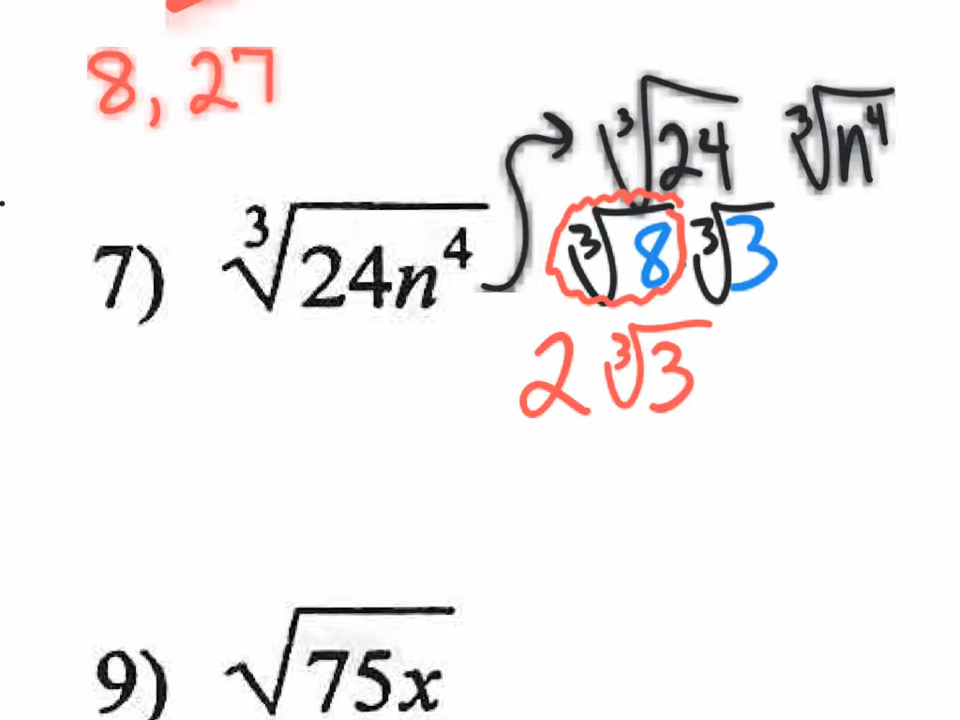 8, 27
∛24 ∛n⁴
7) ∛24n⁴ ∛8 ∛3
2 ∛3
9) √75x